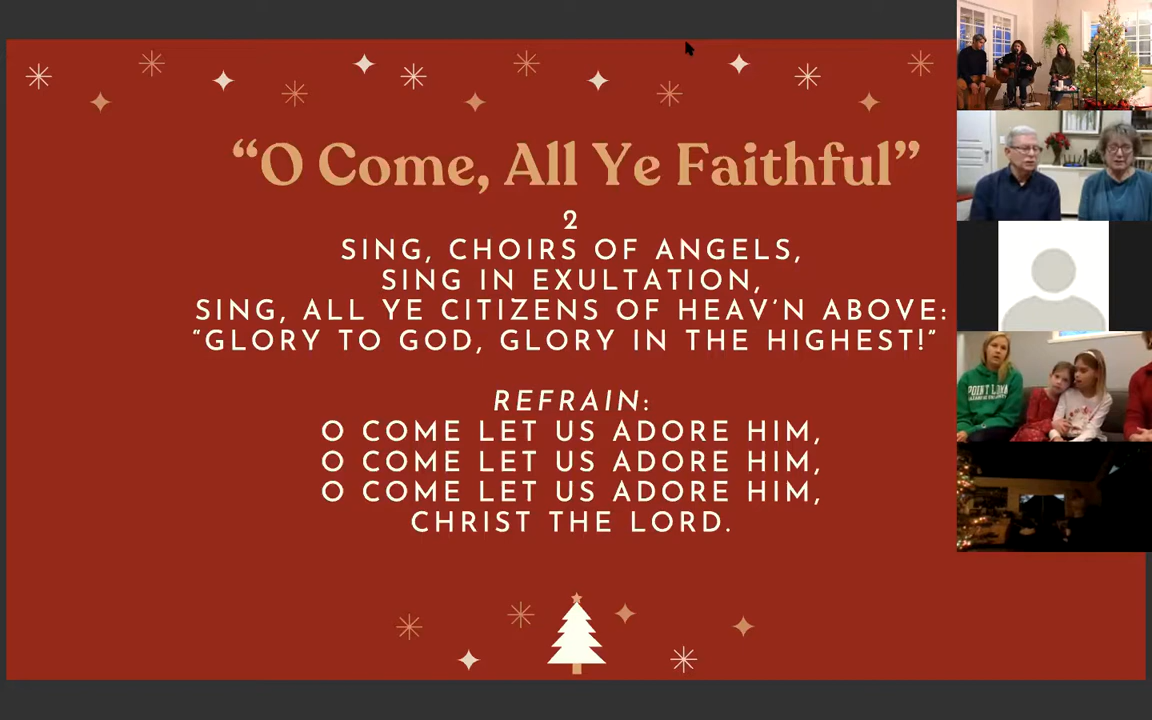 “O Come, All Ye Faithful”
2
SING, CHOIRS OF ANGELS,
SING IN EXULTATION,
SING, ALL YE CITIZENS OF HEAV’N ABOVE:
“GLORY TO GOD, GLORY IN THE HIGHEST!”
REFRAIN:
O COME LET US ADORE HIM,
O COME LET US ADORE HIM,
O COME LET US ADORE HIM,
CHRIST THE LORD.
POINT LOMA